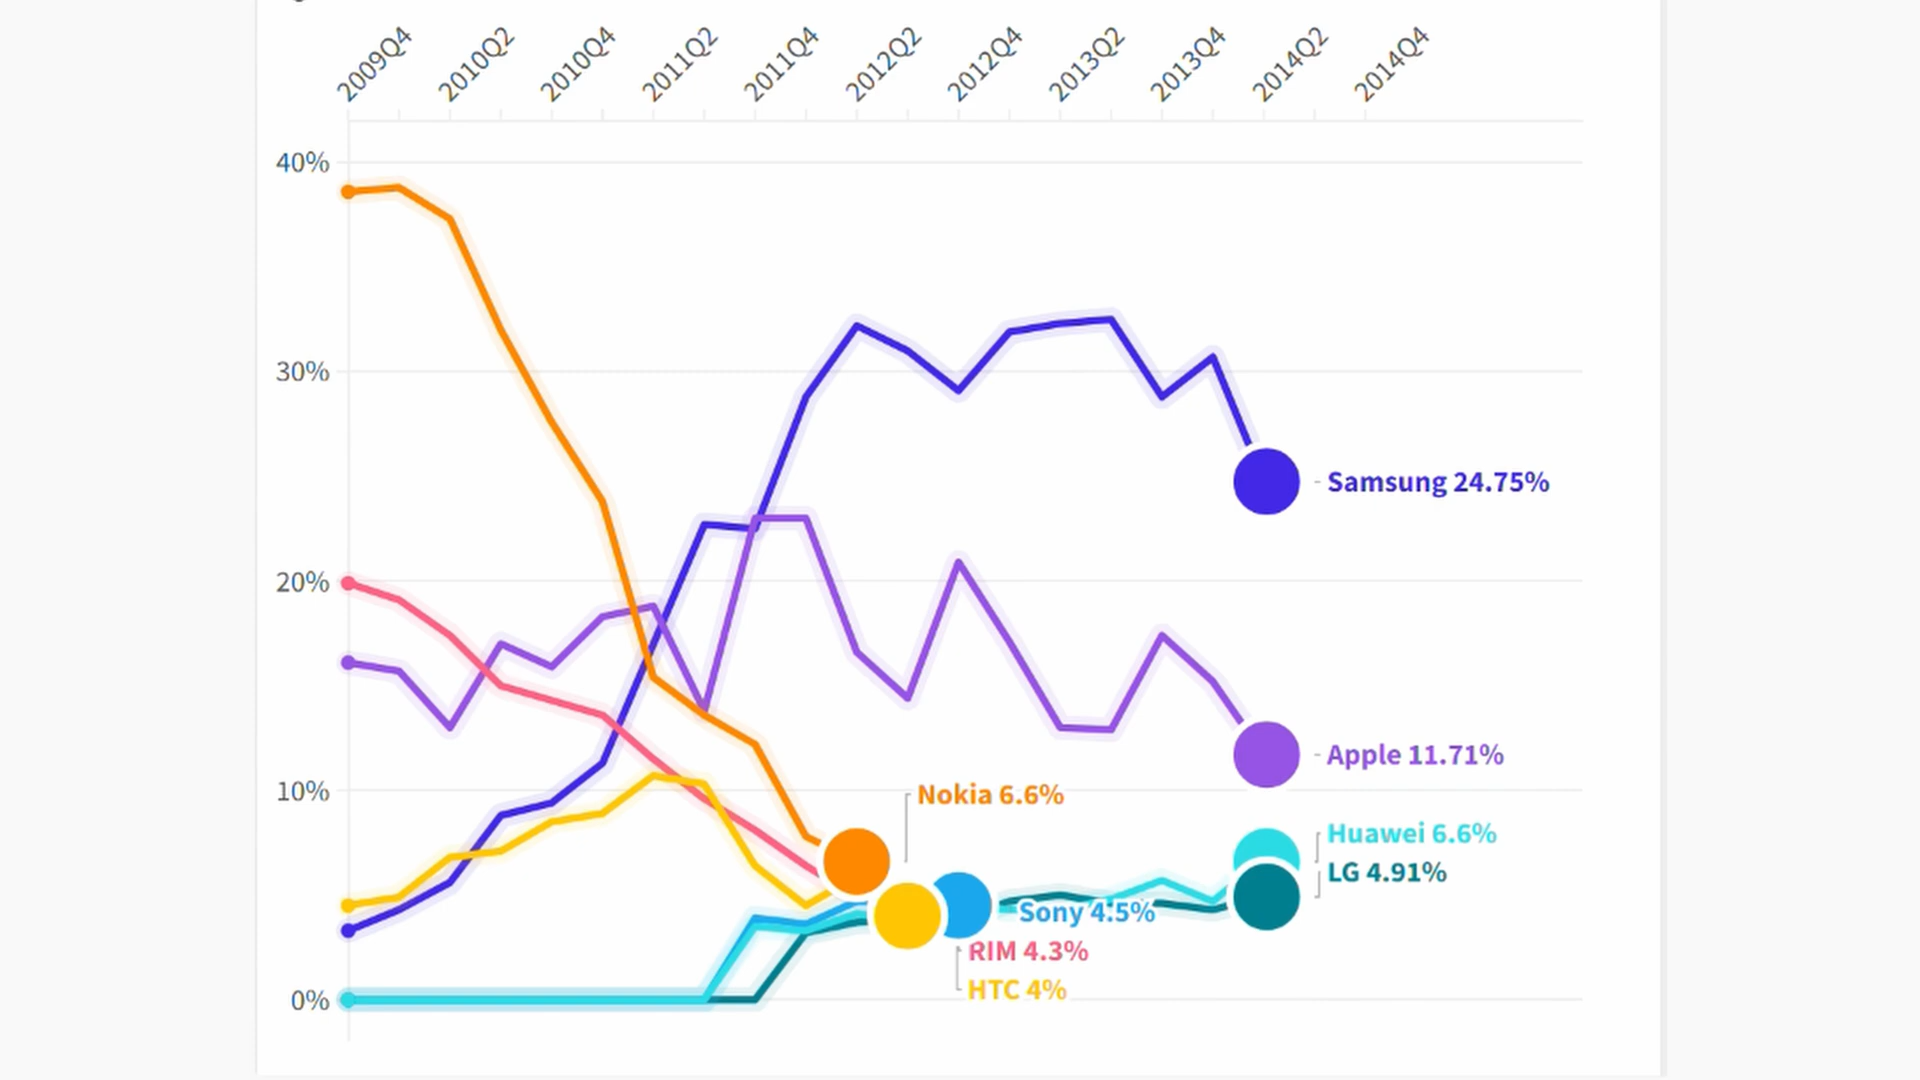 2009Q4
2010Q2
2010Q4
2011Q2
2011Q4
2012Q2
2012Q4
2013Q2
2013Q4
2014Q2
2014Q4
40%
30%
20%
10%
0%
Samsung 24.75%
Apple 11.71%
Nokia 6.6%
Huawei 6.6%
LG 4.91%
Sony 4.5%
RIM 4.3%
HTC 4%